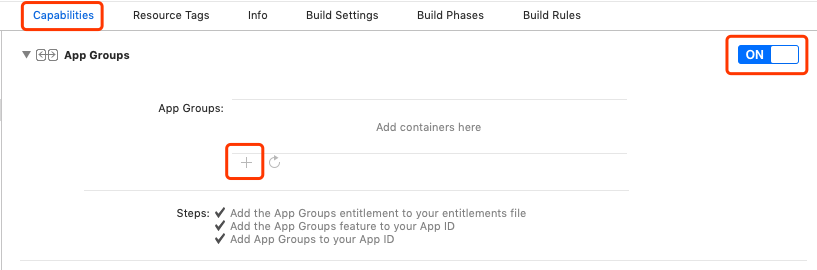 Capabilities Resource Tags Info Build Settings Build Phases Build Rules
App Groups ON
App Groups:
Add containers here
Steps: ✔ Add the App Groups entitlement to your entitlements file
✔ Add the App Groups feature to your App ID
✔ Add App Groups to your App ID